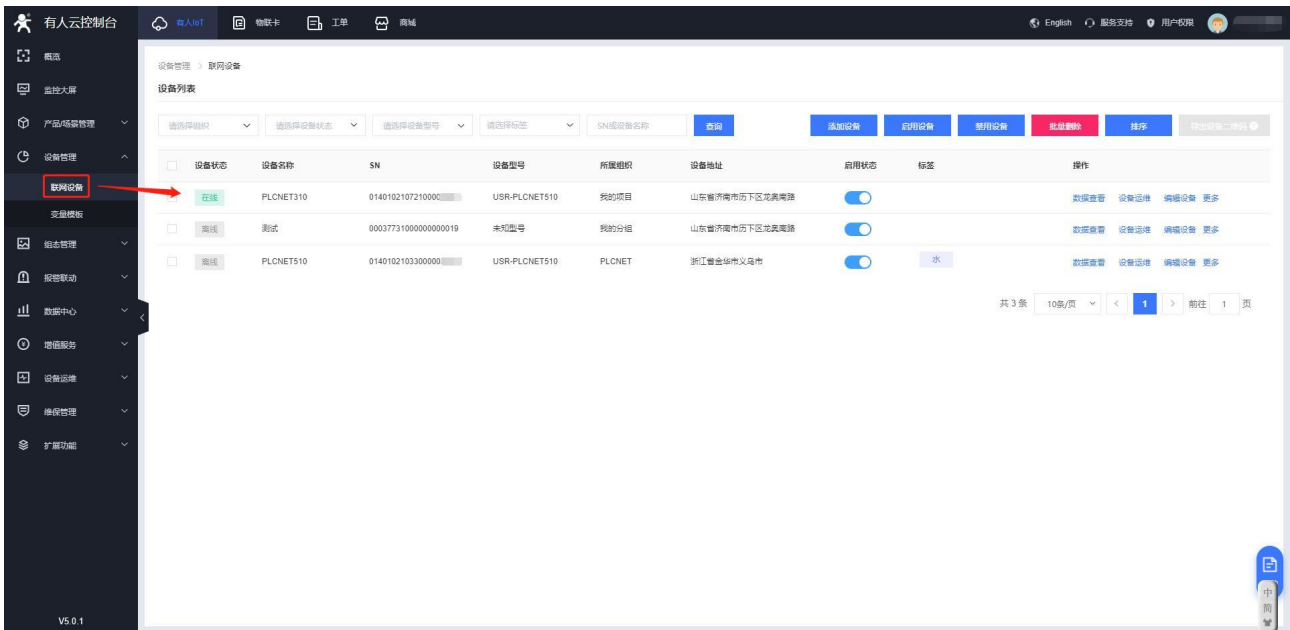 有人云控制台
有人IoT 物联卡 工单 商城 English 服务支持 用户权限
概览
监控大屏
产品/场景管理
设备管理
联网设备
变量模板
组态管理
报警联动
数据中心
增值服务
设备运维
维保管理
扩展功能
V5.0.1
设备管理 > 联网设备
设备列表
请选择组织 请选择设备状态 请选择设备型号 请选择标签 SN或设备名称 查询 添加设备 启用设备 禁用设备 批量删除 排序 导出设备二维码
设备状态 设备名称 SN 设备型号 所属组织 设备地址 启用状态 标签 操作
在线 PLCNET310 0140102107210000 USR-PLCNET510 我的项目 山东省济南市历下区龙奥南路 数据查看 设备运维 编辑设备 更多
离线 测试 00037731000000000019 未知型号 我的分组 山东省济南市历下区龙奥南路 数据查看 设备运维 编辑设备 更多
离线 PLCNET510 0140102103300000 USR-PLCNET510 PLCNET 浙江省金华市义乌市 水 数据查看 设备运维 编辑设备 更多
共 3 条 10条/页 < 1 > 前往 1 页
中
简